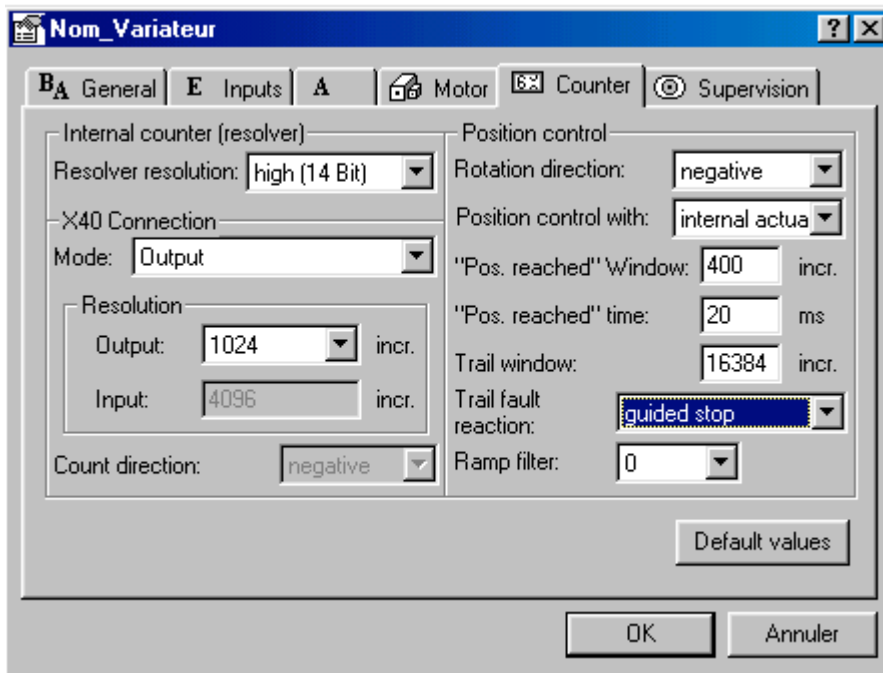 Nom_Variateur
BA General
E Inputs
A
Motor
Counter
Supervision
Internal counter (resolver)
Resolver resolution: high (14 Bit)
X40 Connection
Mode: Output
Resolution
Output: 1024 incr.
Input: 4096 incr.
Count direction: negative
Position control
Rotation direction: negative
Position control with: internal actua
"Pos. reached" Window: 400 incr.
"Pos. reached" time: 20 ms
Trail window: 16384 incr.
Trail fault
reaction: guided stop
Ramp filter: 0
Default values
OK
Annuler